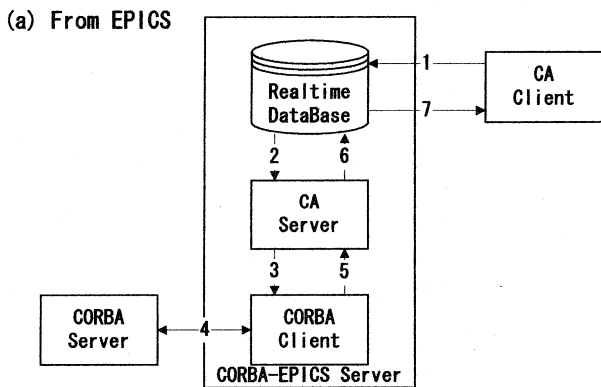 (a) From EPICS
Realtime
DataBase
1
7
CA
Client
2
6
CA
Server
3
5
CORBA
Server
4
CORBA
Client
CORBA-EPICS Server